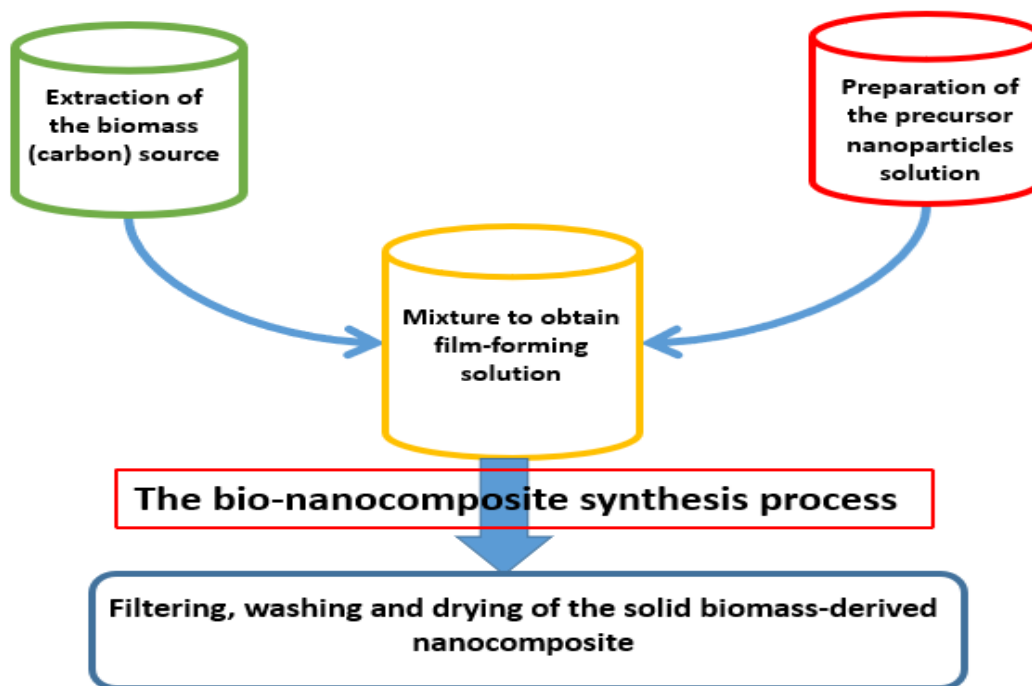 Extraction of
the biomass
(carbon) source
Preparation of
the precursor
nanoparticles
solution
Mixture to obtain
film-forming
solution
The bio-nanocomposite synthesis process
Filtering, washing and drying of the solid biomass-derived
nanocomposite